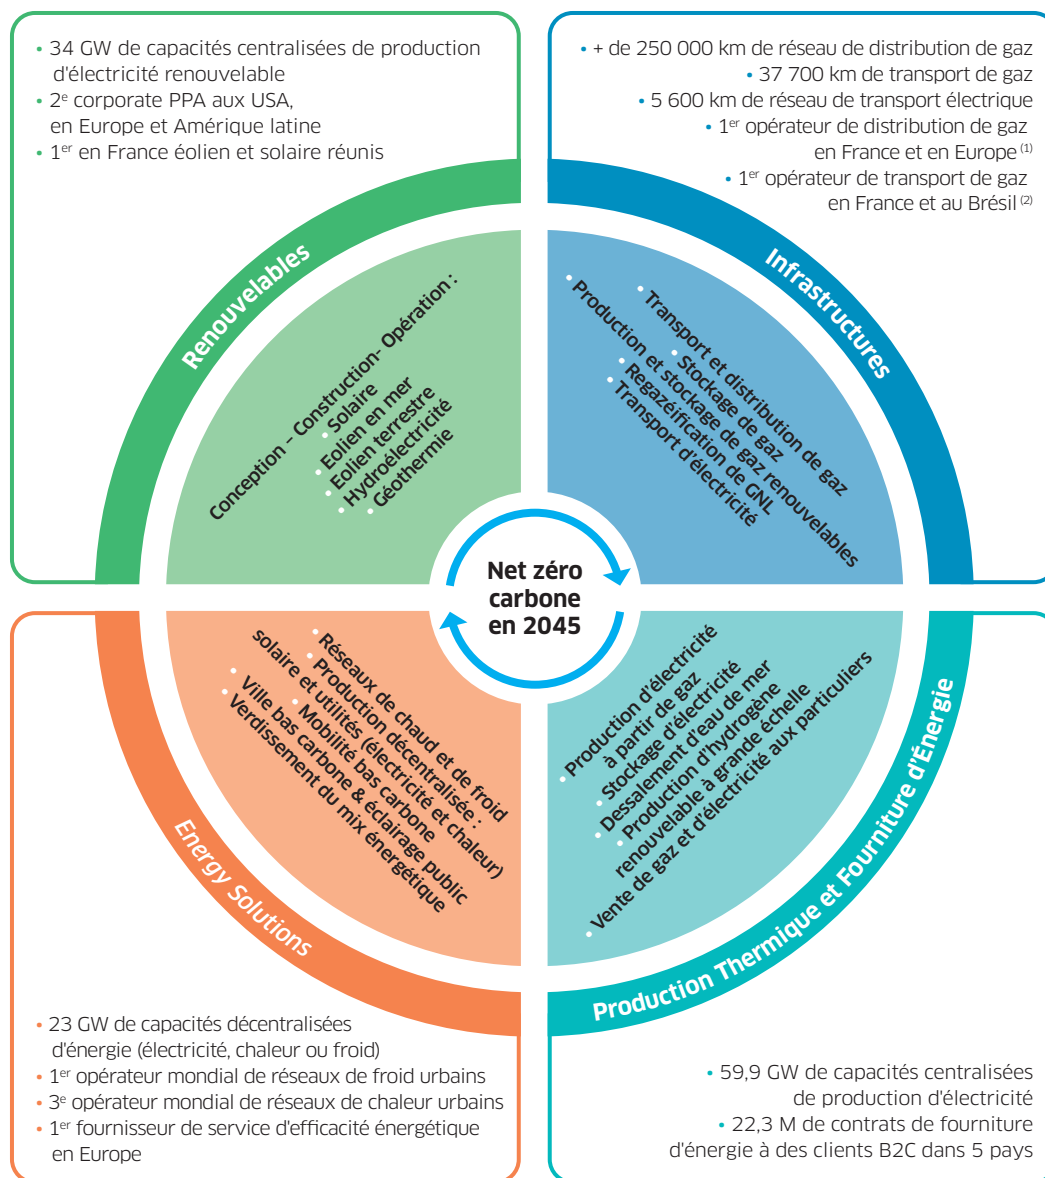 • 34 GW de capacités centralisées de production
d'électricité renouvelable
• 2e corporate PPA aux USA,
en Europe et Amérique latine
• 1er en France éolien et solaire réunis
• + de 250 000 km de réseau de distribution de gaz
• 37 700 km de transport de gaz
• 5 600 km de réseau de transport électrique
• 1er opérateur de distribution de gaz
en France et en Europe (1)
• 1er opérateur de transport de gaz
en France et au Brésil (2)
Renouvelables
Conception – Construction- Opération :
• Solaire
• Eolien en mer
• Eolien terrestre
• Hydroélectricité
• Géothermie
Infrastructures
• Transport et distribution de gaz
• Stockage de gaz
• Production et stockage de gaz renouvelables
• Regazéification de GNL
• Transport d'électricité
Net zéro
carbone
en 2045
• Réseaux de chaud et de froid
• Production décentralisée :
solaire et utilités (électricité et chaleur)
• Mobilité bas carbone
• Ville bas carbone & éclairage public
• Verdissement du mix énergétique
Energy Solutions
• Production d'électricité
à partir de gaz
• Stockage d'électricité
• Dessalement d'eau de mer
• Production d'hydrogène
renouvelable à grande échelle
• Vente de gaz et d'électricité aux particuliers
Production Thermique et Fourniture d'Énergie
• 23 GW de capacités décentralisées
d'énergie (électricité, chaleur ou froid)
• 1er opérateur mondial de réseaux de froid urbains
• 3e opérateur mondial de réseaux de chaleur urbains
• 1er fournisseur de service d'efficacité énergétique
en Europe
• 59,9 GW de capacités centralisées
de production d'électricité
• 22,3 M de contrats de fourniture
d'énergie à des clients B2C dans 5 pays